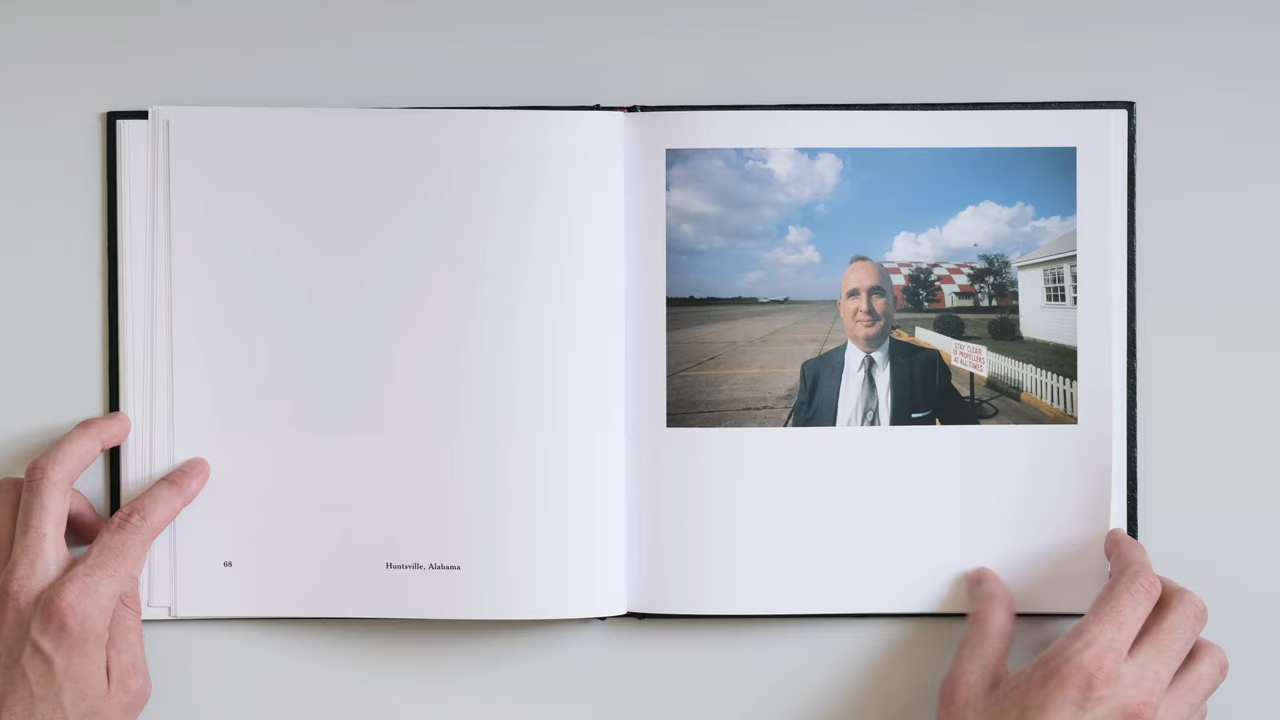 STAY CLEAR
OF PROPELLERS
AT ALL TIMES
68
Huntsville, Alabama